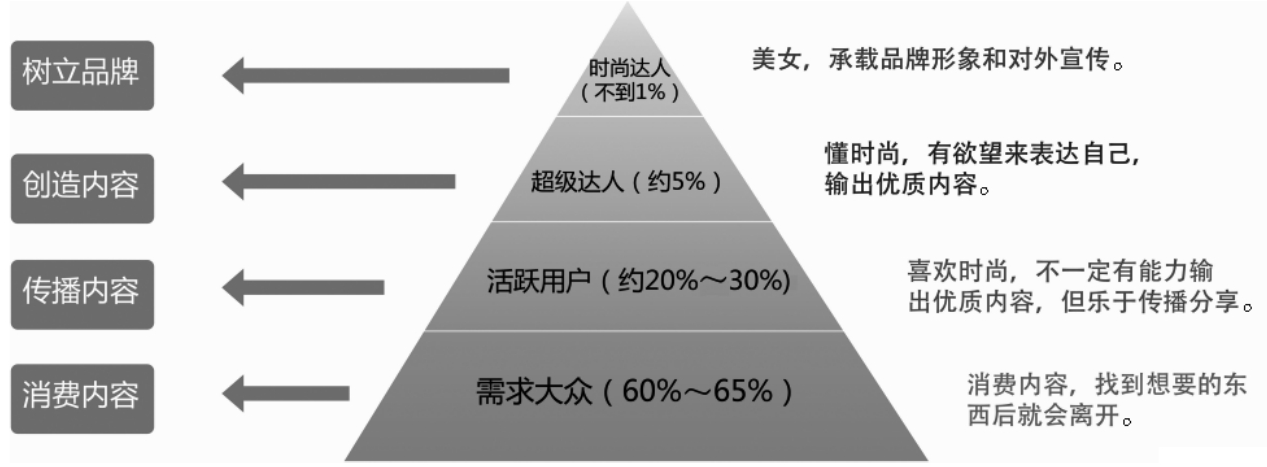 树立品牌
时尚达人
（不到1%）
美女，承载品牌形象和对外宣传。
创造内容
超级达人（约5%）
懂时尚，有欲望来表达自己，
输出优质内容。
传播内容
活跃用户（约20%～30%)
喜欢时尚，不一定有能力输
出优质内容，但乐于传播分享。
消费内容
需求大众（60%～65%）
消费内容，找到想要的东
西后就会离开。